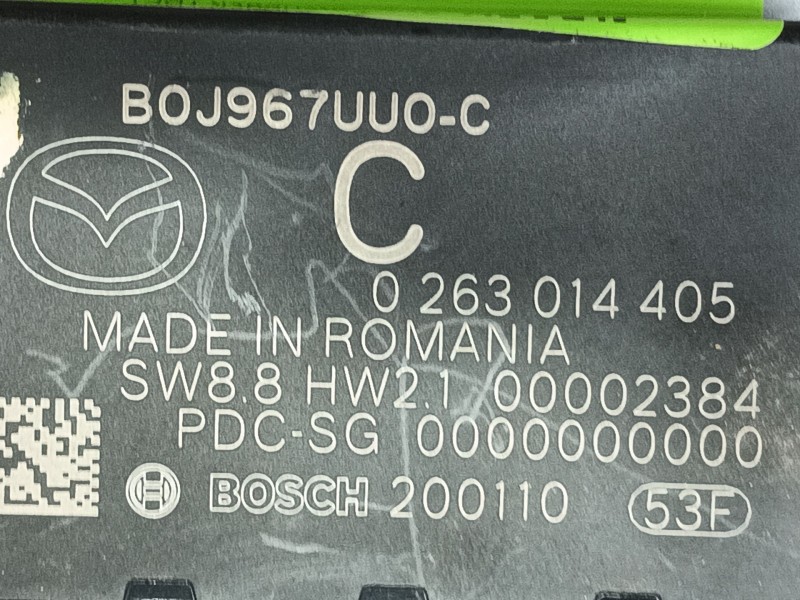 B0J967UU0-C
C
0 263 014 405
MADE IN ROMANIA
SW8.8 HW2.1 00002384
PDC-SG 0000000000
BOSCH 200110 53F